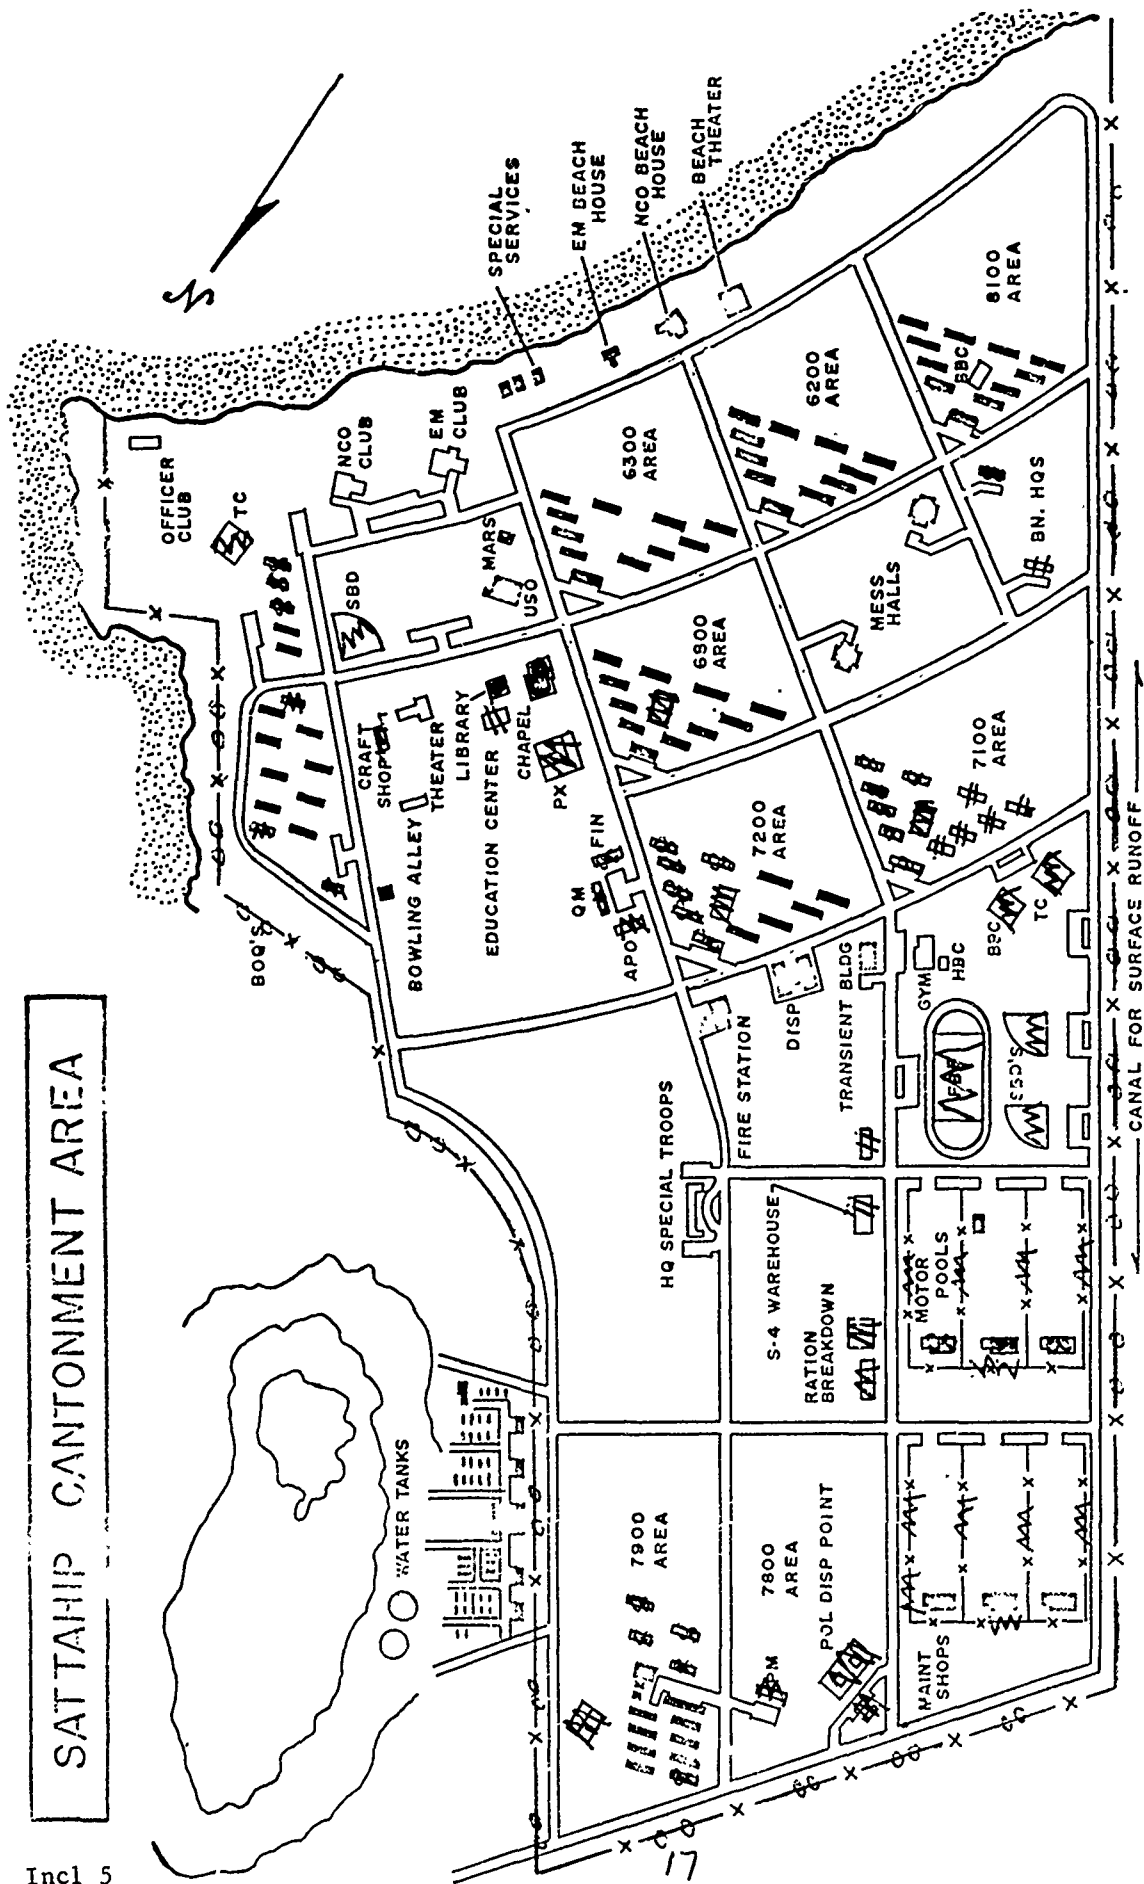 SATTAHIP CANTONMENT AREA
N
SPECIAL
SERVICES
EM BEACH
HOUSE
NCO BEACH
HOUSE
BEACH
THEATER
OFFICER
CLUB
TC
NCO
CLUB
EM
CLUB
SBD
MARS
USO
6300
AREA
6200
AREA
8100
AREA
SBC
BOQ'S
CRAFT
SHOP
THEATER
LIBRARY
EDUCATION CENTER
CHAPEL
PX
BOWLING ALLEY
QM
FIN
APO
6900
AREA
MESS
HALLS
BN. HQS
7200
AREA
7100
AREA
FIRE STATION
DISP
TRANSIENT BLDG
GYM
HBC
BBC
TC
SBD'S
HQ SPECIAL TROOPS
S-4 WAREHOUSE
RATION
BREAKDOWN
MOTOR
POOLS
WATER TANKS
7900
AREA
7800
AREA
POL DISP POINT
PM
MAINT
SHOPS
CANAL FOR SURFACE RUNOFF
Incl 5
17